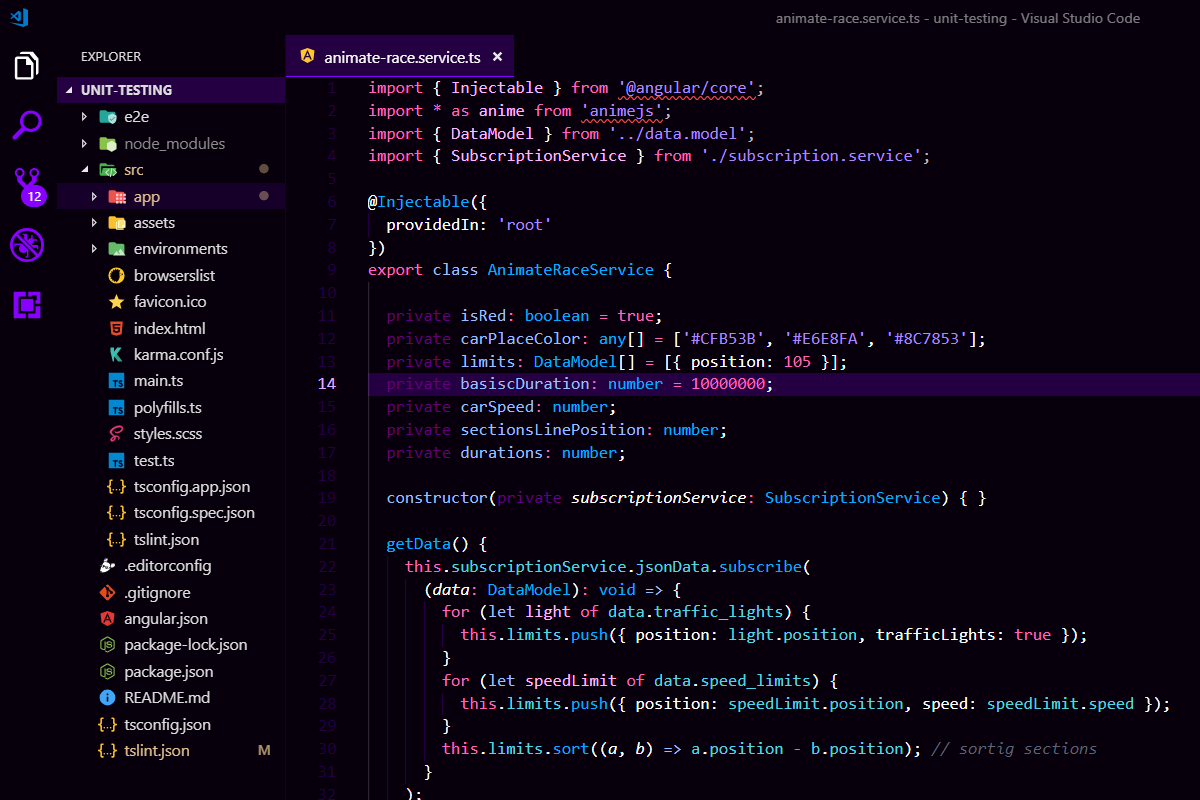 animate-race.service.ts - unit-testing - Visual Studio Code
EXPLORER
UNIT-TESTING
e2e
node_modules
src
app
assets
environments
browserslist
favicon.ico
index.html
karma.conf.js
main.ts
polyfills.ts
styles.scss
test.ts
tsconfig.app.json
tsconfig.spec.json
tslint.json
.editorconfig
.gitignore
angular.json
package-lock.json
package.json
README.md
tsconfig.json
tslint.json M
12
animate-race.service.ts ×
1 import { Injectable } from '@angular/core';
2 import * as anime from 'animejs';
3 import { DataModel } from '../data.model';
4 import { SubscriptionService } from './subscription.service';
5
6 @Injectable({
7   providedIn: 'root'
8 })
9 export class AnimateRaceService {
10
11   private isRed: boolean = true;
12   private carPlaceColor: any[] = ['#CFB53B', '#E6E8FA', '#8C7853'];
13   private limits: DataModel[] = [{ position: 105 }];
14   private basiscDuration: number = 10000000;
15   private carSpeed: number;
16   private sectionsLinePosition: number;
17   private durations: number;
18
19   constructor(private subscriptionService: SubscriptionService) { }
20
21   getData() {
22     this.subscriptionService.jsonData.subscribe(
23       (data: DataModel): void => {
24         for (let light of data.traffic_lights) {
25           this.limits.push({ position: light.position, trafficLights: true });
26         }
27         for (let speedLimit of data.speed_limits) {
28           this.limits.push({ position: speedLimit.position, speed: speedLimit.speed });
29         }
30         this.limits.sort((a, b) => a.position - b.position); // sortig sections
31       }
32     );